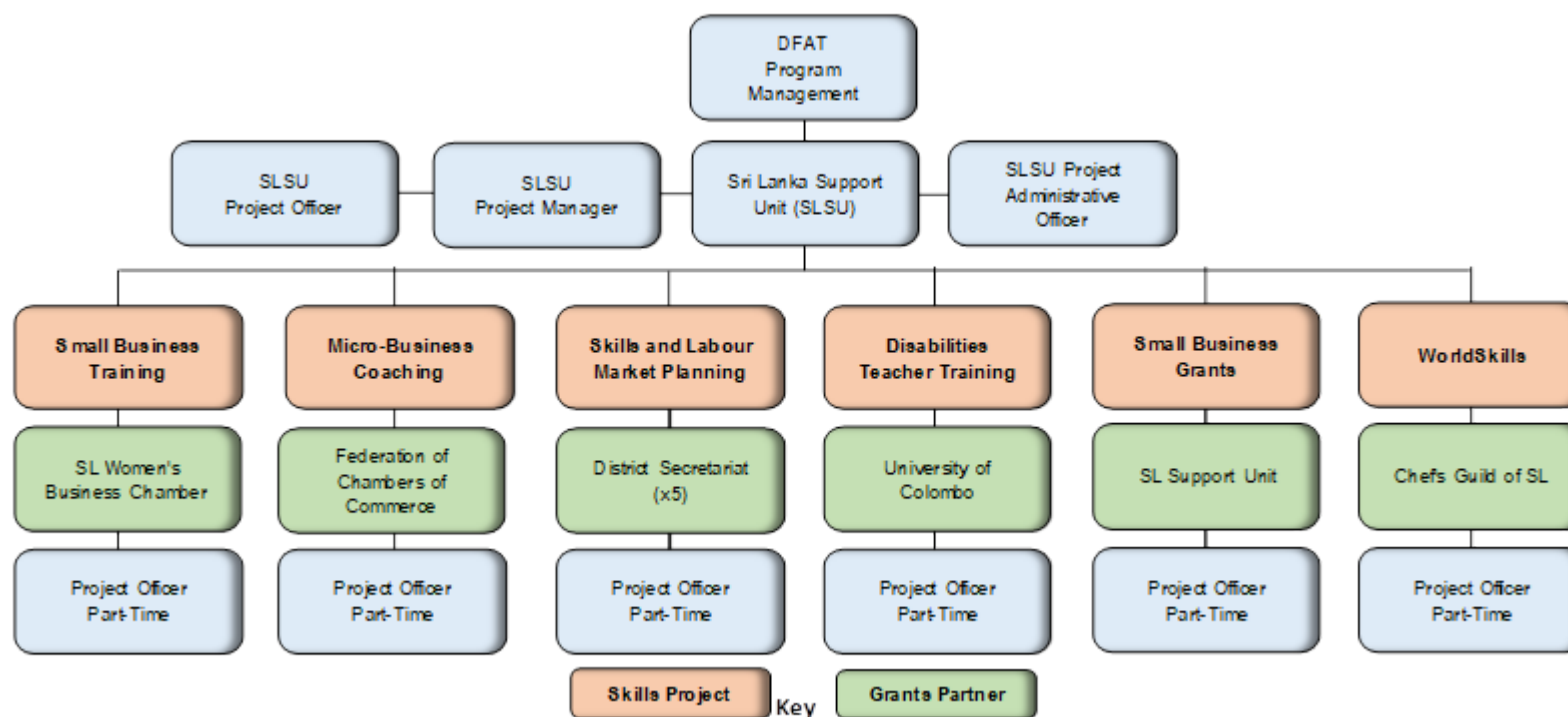 DFAT
Program
Management
SLSU
Project Officer
SLSU
Project Manager
Sri Lanka Support
Unit (SLSU)
SLSU Project
Administrative
Officer
Small Business
Training
Micro-Business
Coaching
Skills and Labour
Market Planning
Disabilities
Teacher Training
Small Business
Grants
WorldSkills
SL Women's
Business Chamber
Federation of
Chambers of
Commerce
District Secretariat
(x5)
University of
Colombo
SL Support Unit
Chefs Guild of SL
Project Officer
Part-Time
Project Officer
Part-Time
Project Officer
Part-Time
Project Officer
Part-Time
Project Officer
Part-Time
Project Officer
Part-Time
Skills Project
Key
Grants Partner